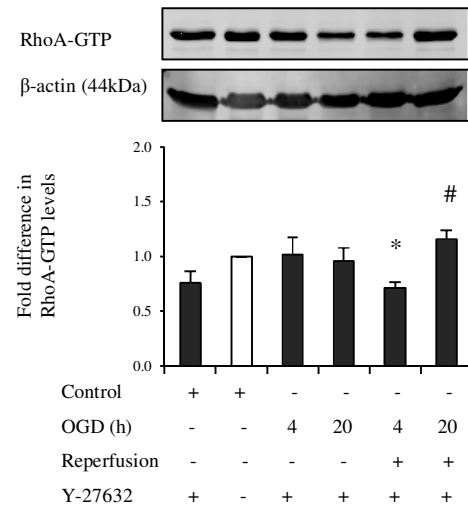 RhoA-GTP
β-actin (44kDa)
Fold difference in
RhoA-GTP levels
2.0
1.5
1.0
0.5
0.0
*
#
Control + + - - - -
OGD (h) - - 4 20 4 20
Reperfusion - - - - + +
Y-27632 + - + + + +